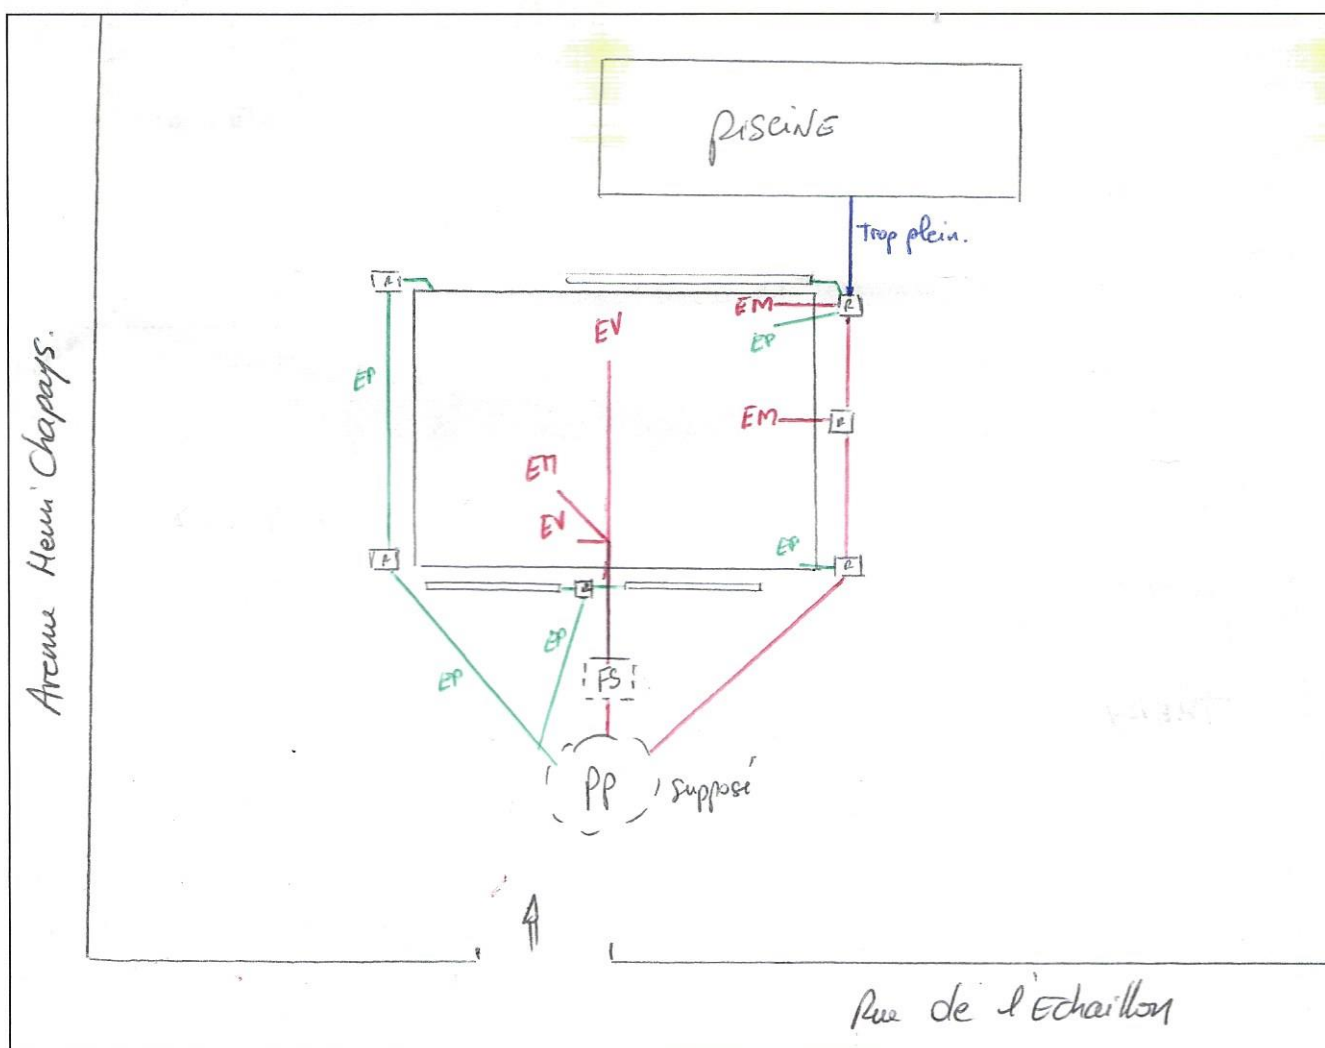 PISCINE
Trop plein.
R
EM
R
EP
EV
EP
EM
R
EM
EV
EP
R
R
R
EP
EP
FS
PP
supposé
Avenue Henri Chapays.
Rue de l'Echaillon